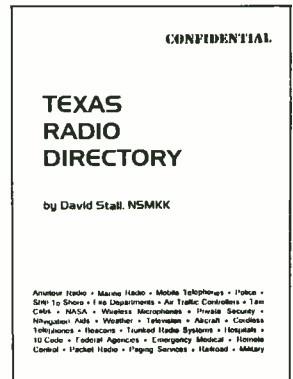 CONFIDENTIAL
TEXAS
RADIO
DIRECTORY
by David Stall. N5MKK
Amateur Radio • Marine Radio • Mobile Telephones • Police •
Ship To Shore • Fire Departments • Air Traffic Controllers • Taxi
Cabs • NASA • Wireless Microphones • Private Security •
Navigation Aids • Weather • Television • Aircraft • Cordless
Telephones • Beacons • Trunked Radio Systems • Hospitals •
10 Code • Federal Agencies • Emergency Medical • Remote
Control • Packet Radio • Paging Services • Railroad • Military